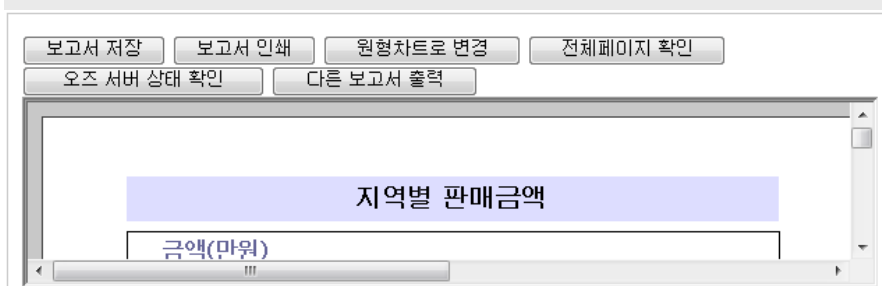 보고서 저장 보고서 인쇄 원형차트로 변경 전체페이지 확인
오즈 서버 상태 확인 다른 보고서 출력
지역별 판매금액
금액(만원)